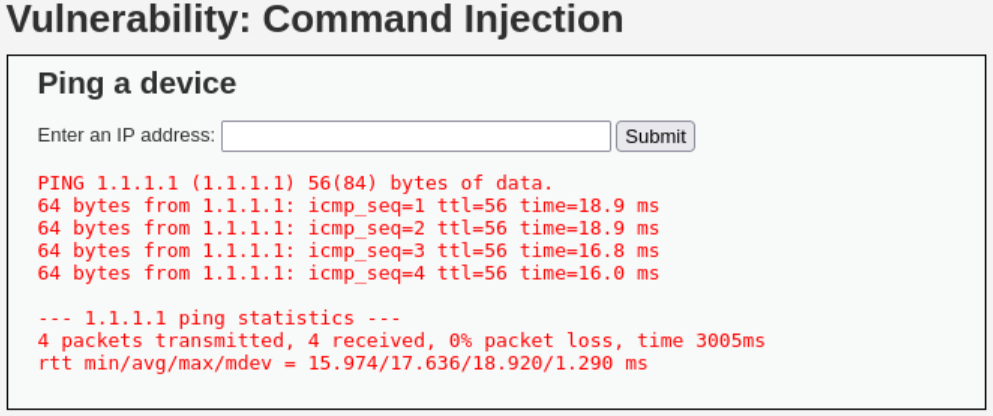 Vulnerability: Command Injection
Ping a device
Enter an IP address: Submit
PING 1.1.1.1 (1.1.1.1) 56(84) bytes of data.
64 bytes from 1.1.1.1: icmp_seq=1 ttl=56 time=18.9 ms
64 bytes from 1.1.1.1: icmp_seq=2 ttl=56 time=18.9 ms
64 bytes from 1.1.1.1: icmp_seq=3 ttl=56 time=16.8 ms
64 bytes from 1.1.1.1: icmp_seq=4 ttl=56 time=16.0 ms
--- 1.1.1.1 ping statistics ---
4 packets transmitted, 4 received, 0% packet loss, time 3005ms
rtt min/avg/max/mdev = 15.974/17.636/18.920/1.290 ms